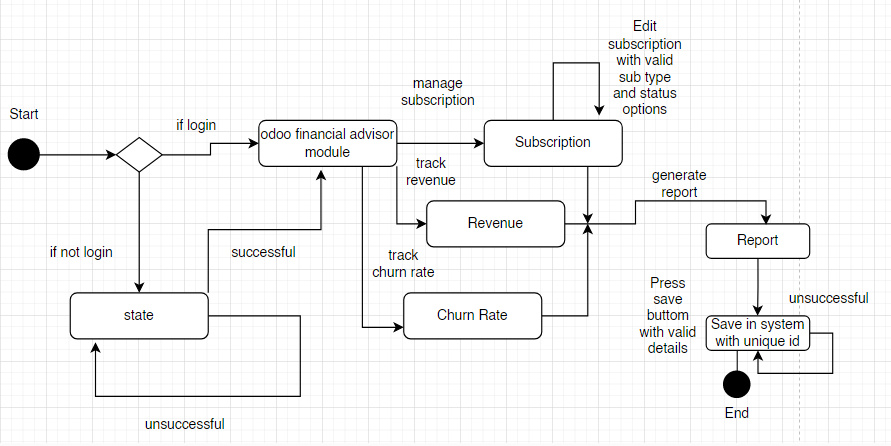 Edit
subscription
with valid
sub type
and status
options
manage
subscription
Start
if login
odoo financial advisor
module
Subscription
track
revenue
generate
report
Revenue
Report
if not login
successful
track
churn rate
Press
save
buttom
with valid
details
unsuccessful
state
Churn Rate
Save in system
with unique id
End
unsuccessful